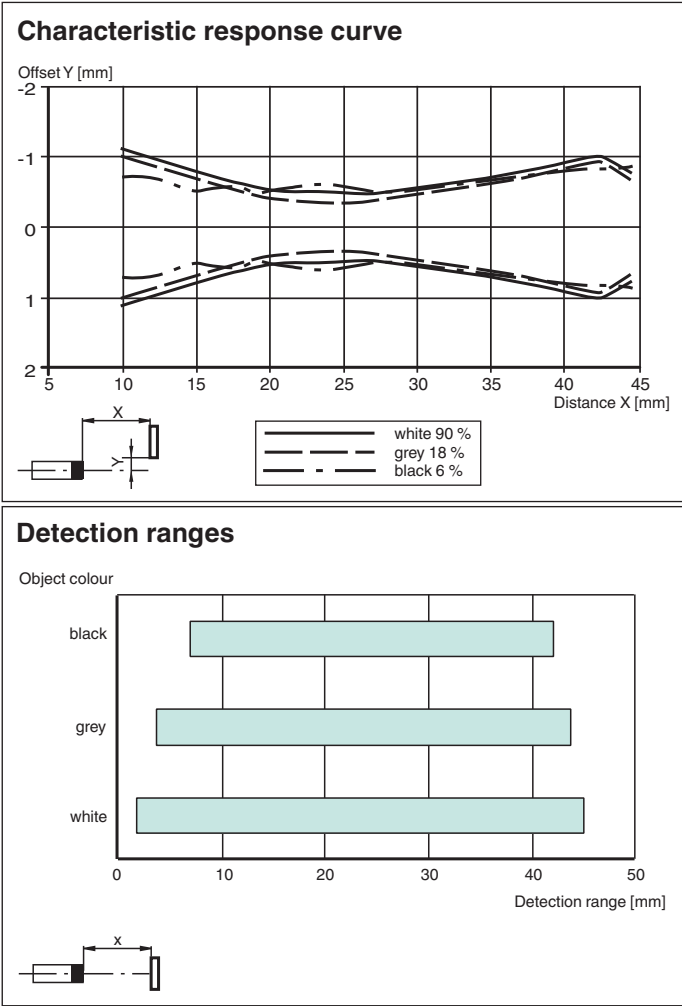 Characteristic response curve
Offset Y [mm]
-2
-1
0
1
2
5 10 15 20 25 30 35 40 45
Distance X [mm]
X
Y
white 90 %
grey 18 %
black 6 %
Detection ranges
Object colour
black
grey
white
0 10 20 30 40 50
Detection range [mm]
x